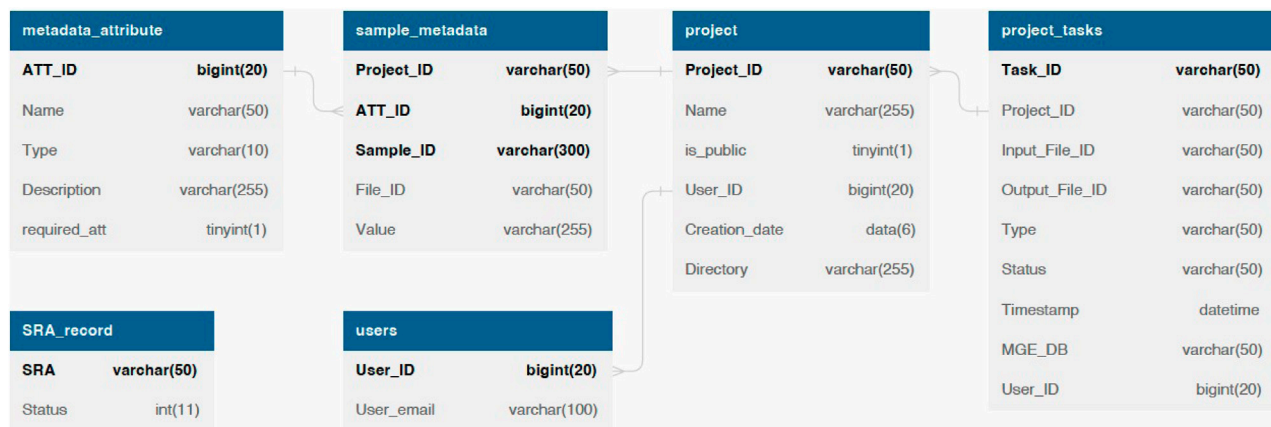 metadata_attribute
ATT_ID bigint(20)
Name varchar(50)
Type varchar(10)
Description varchar(255)
required_att tinyint(1)
sample_metadata
Project_ID varchar(50)
ATT_ID bigint(20)
Sample_ID varchar(300)
File_ID varchar(50)
Value varchar(255)
project
Project_ID varchar(50)
Name varchar(255)
is_public tinyint(1)
User_ID bigint(20)
Creation_date data(6)
Directory varchar(255)
project_tasks
Task_ID varchar(50)
Project_ID varchar(50)
Input_File_ID varchar(50)
Output_File_ID varchar(50)
Type varchar(50)
Status varchar(50)
Timestamp datetime
MGE_DB varchar(50)
User_ID bigint(20)
SRA_record
SRA varchar(50)
Status int(11)
users
User_ID bigint(20)
User_email varchar(100)